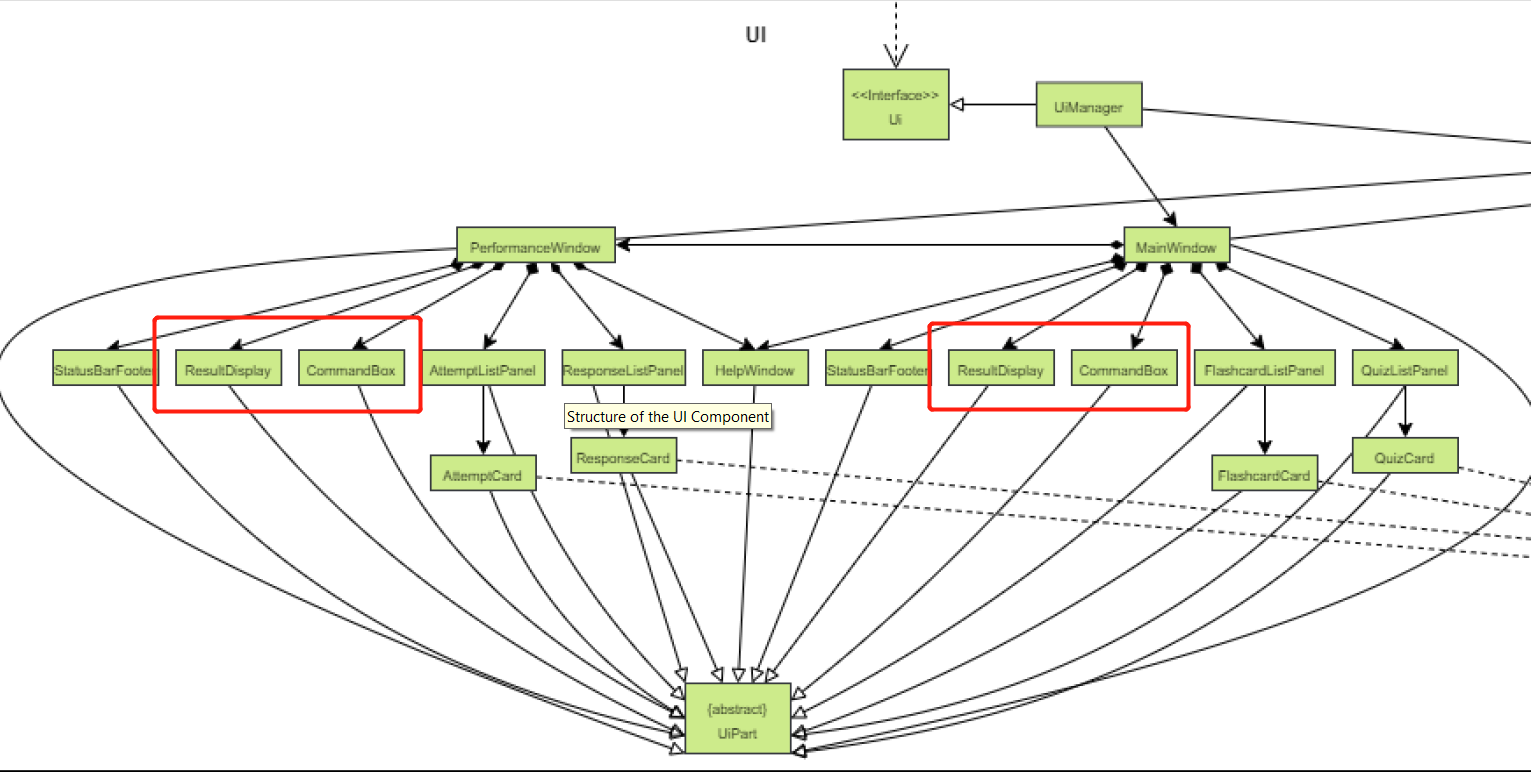 UI
<<Interface>>
Ui
UiManager
PerformanceWindow
MainWindow
StatusBarFooter
ResultDisplay
CommandBox
AttemptListPanel
ResponseListPanel
HelpWindow
StatusBarFooter
ResultDisplay
CommandBox
FlashcardListPanel
QuizListPanel
Structure of the UI Component
AttemptCard
ResponseCard
FlashcardCard
QuizCard
{abstract}
UiPart